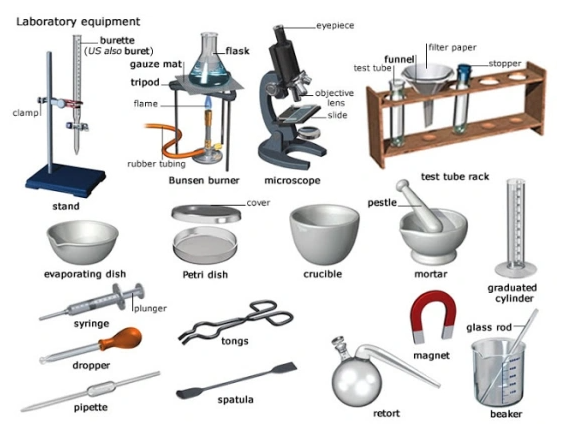 Laboratory equipment
burette
(US also buret)
clamp
stand
gauze mat
flask
tripod
flame
rubber tubing
Bunsen burner
eyepiece
objective
lens
slide
microscope
test tube
funnel
filter paper
stopper
test tube rack
evaporating dish
cover
Petri dish
crucible
pestle
mortar
graduated
cylinder
plunger
syringe
dropper
pipette
tongs
spatula
retort
magnet
glass rod
beaker